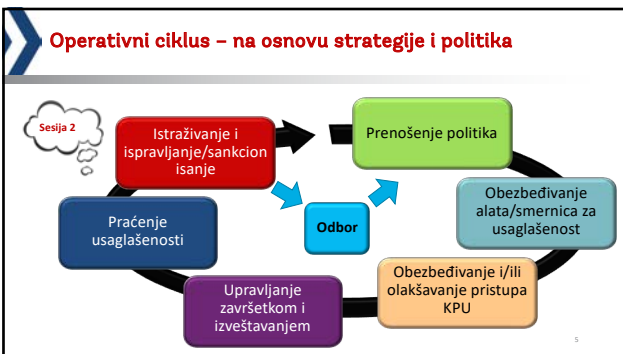 Operativni ciklus – na osnovu strategije i politika
Sesija 2
Istraživanje i
ispravljanje/sankcion
isanje
Prenošenje politika
Obezbeđivanje
alata/smernica za
usaglašenost
Odbor
Praćenje
usaglašenosti
Obezbeđivanje i/ili
olakšavanje pristupa
KPU
Upravljanje
završetkom i
izveštavanjem
5